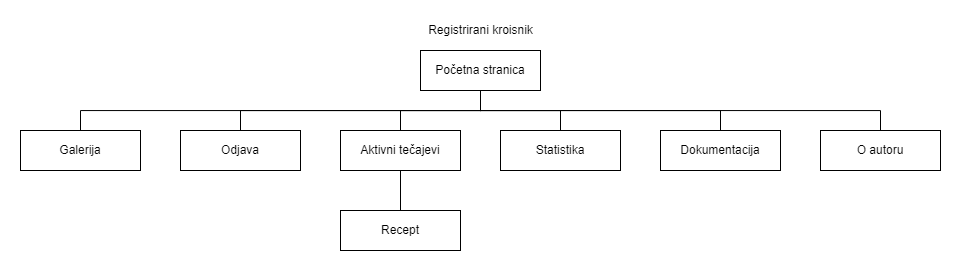 Registrirani kroisnik
Početna stranica
Galerija
Odjava
Aktivni tečajevi
Statistika
Dokumentacija
O autoru
Recept